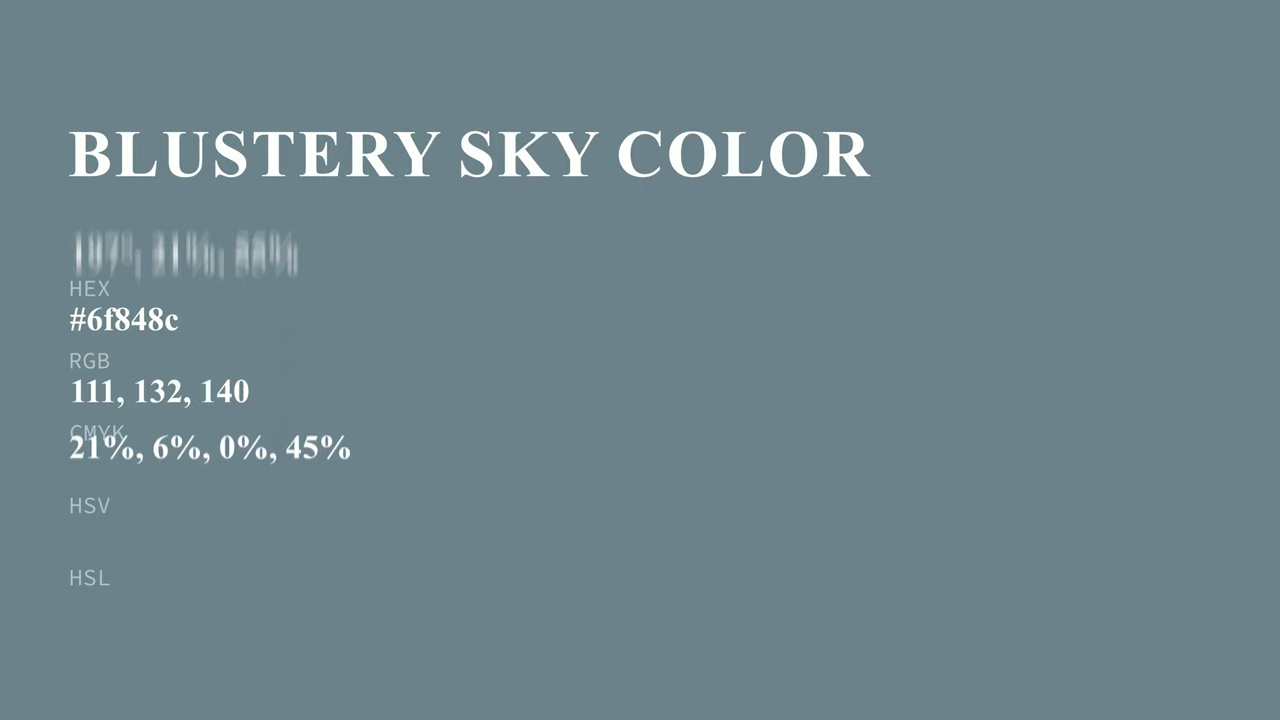 BLUSTERY SKY COLOR
HEX
#6f848c
RGB
111, 132, 140
CMYK
21%, 6%, 0%, 45%
HSV
HSL